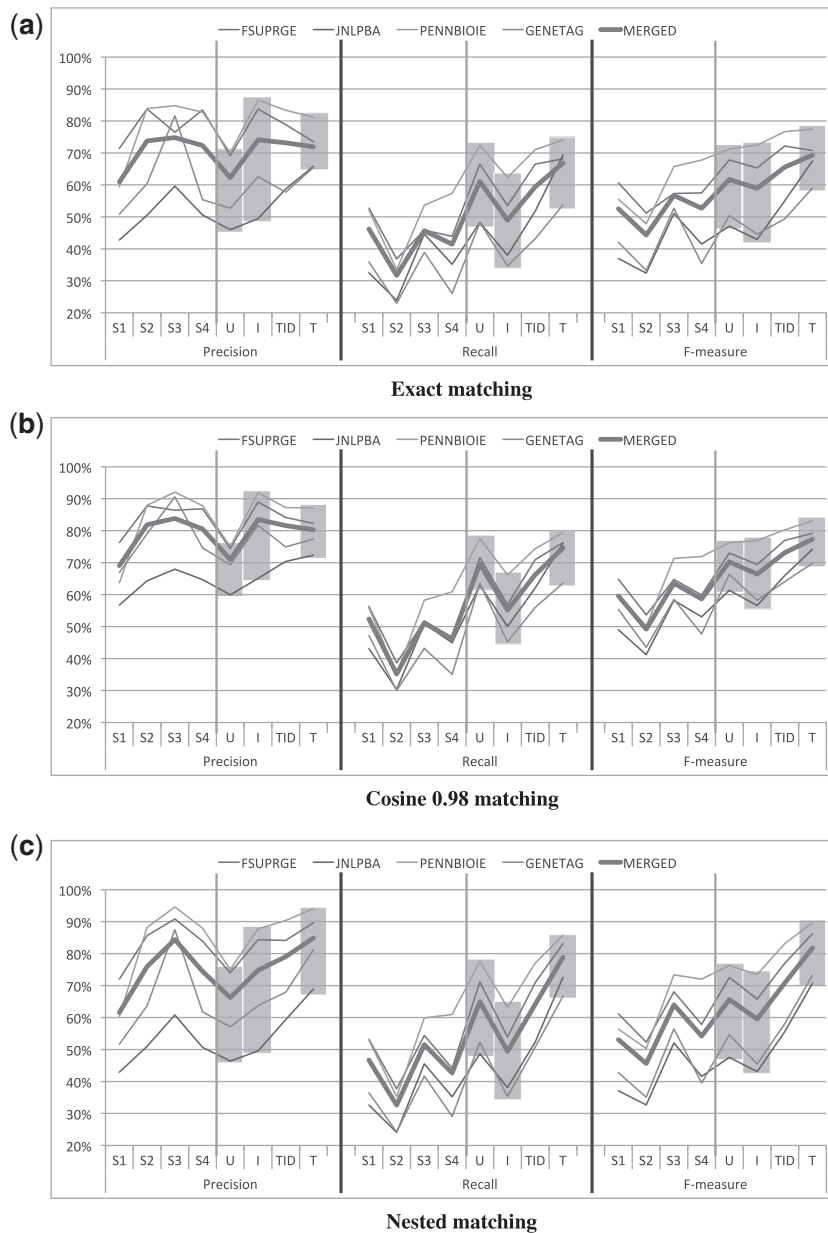 (a)
FSUPRGE JNLPBA PENNBIOIE GENETAG MERGED
100%
90%
80%
70%
60%
50%
40%
30%
20%
S1 S2 S3 S4 U I TID T S1 S2 S3 S4 U I TID T S1 S2 S3 S4 U I TID T
Precision Recall F-measure
Exact matching
(b)
FSUPRGE JNLPBA PENNBIOIE GENETAG MERGED
100%
90%
80%
70%
60%
50%
40%
30%
20%
S1 S2 S3 S4 U I TID T S1 S2 S3 S4 U I TID T S1 S2 S3 S4 U I TID T
Precision Recall F-measure
Cosine 0.98 matching
(c)
FSUPRGE JNLPBA PENNBIOIE GENETAG MERGED
100%
90%
80%
70%
60%
50%
40%
30%
20%
S1 S2 S3 S4 U I TID T S1 S2 S3 S4 U I TID T S1 S2 S3 S4 U I TID T
Precision Recall F-measure
Nested matching